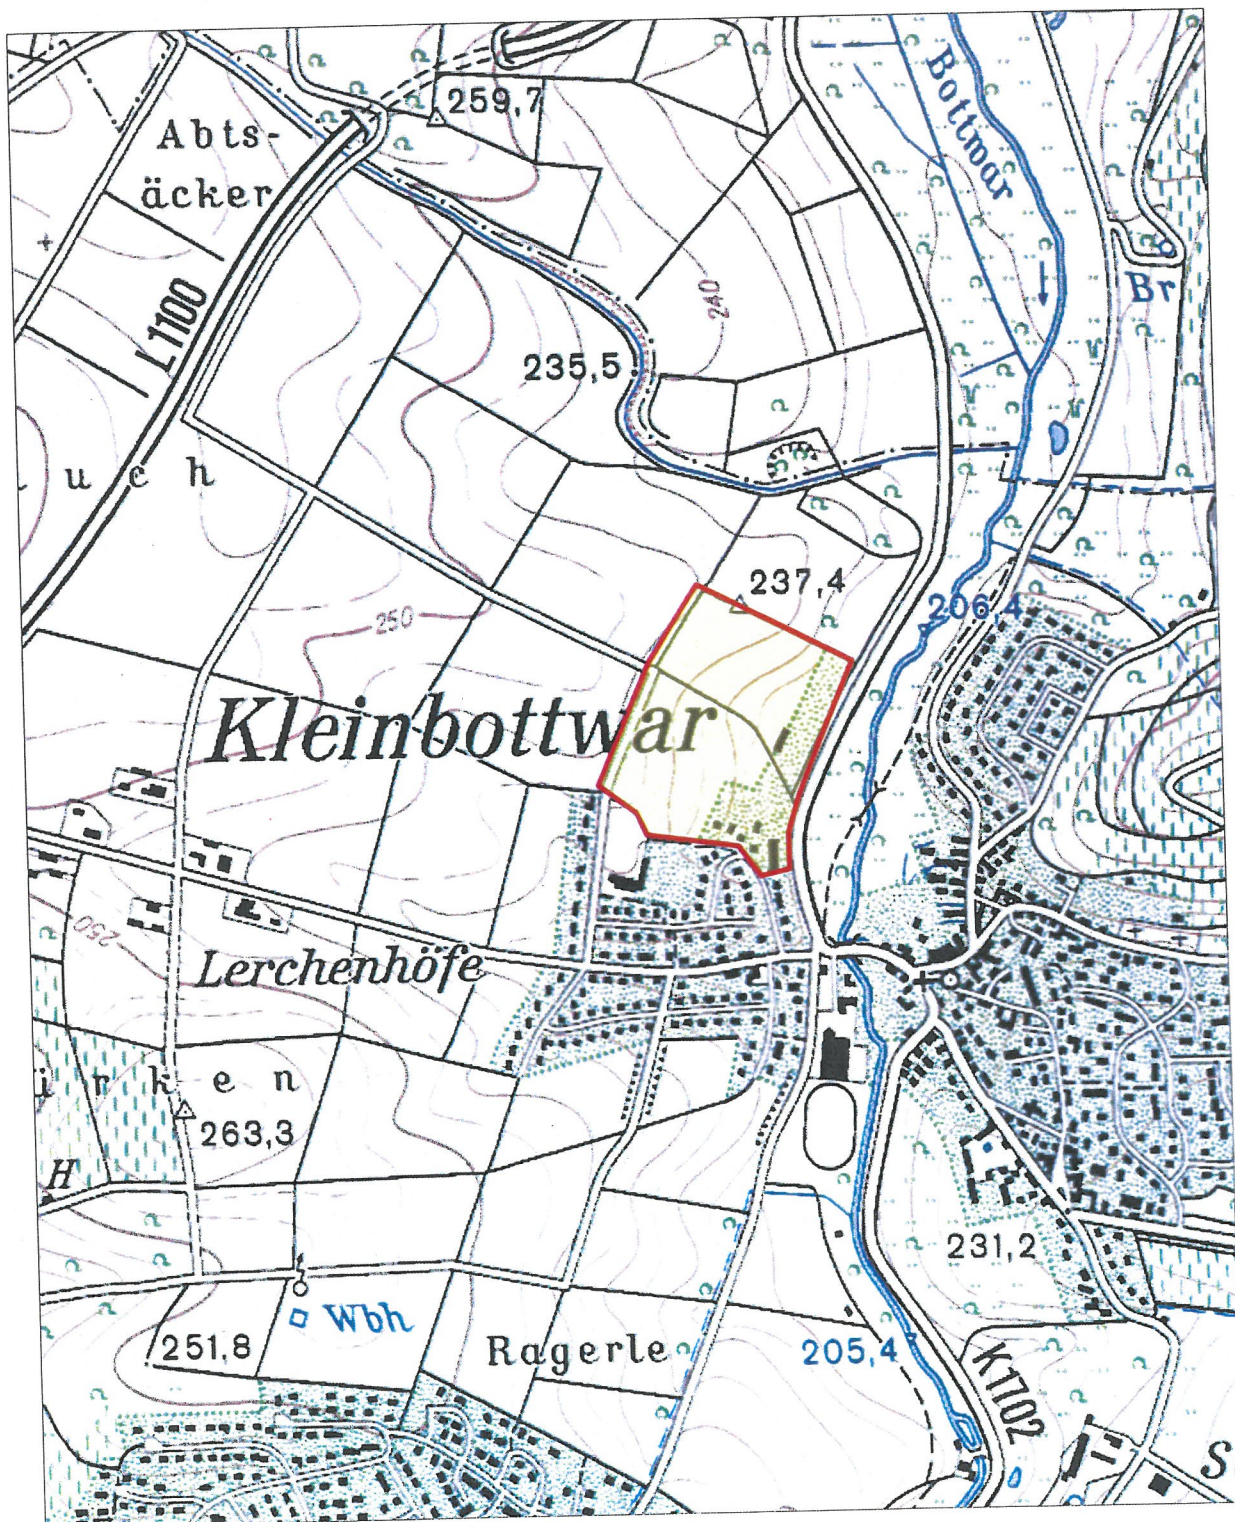 259,7
Bottwar
Abts-
äcker
Br
L1100
240
235,5
u c h
237,4
206,4
250
Kleinbottwar
250
Lerchenhöfe
r k e n
263,3
H
231,2
Wbh
251,8
Ragerle
205,4
K1702
S